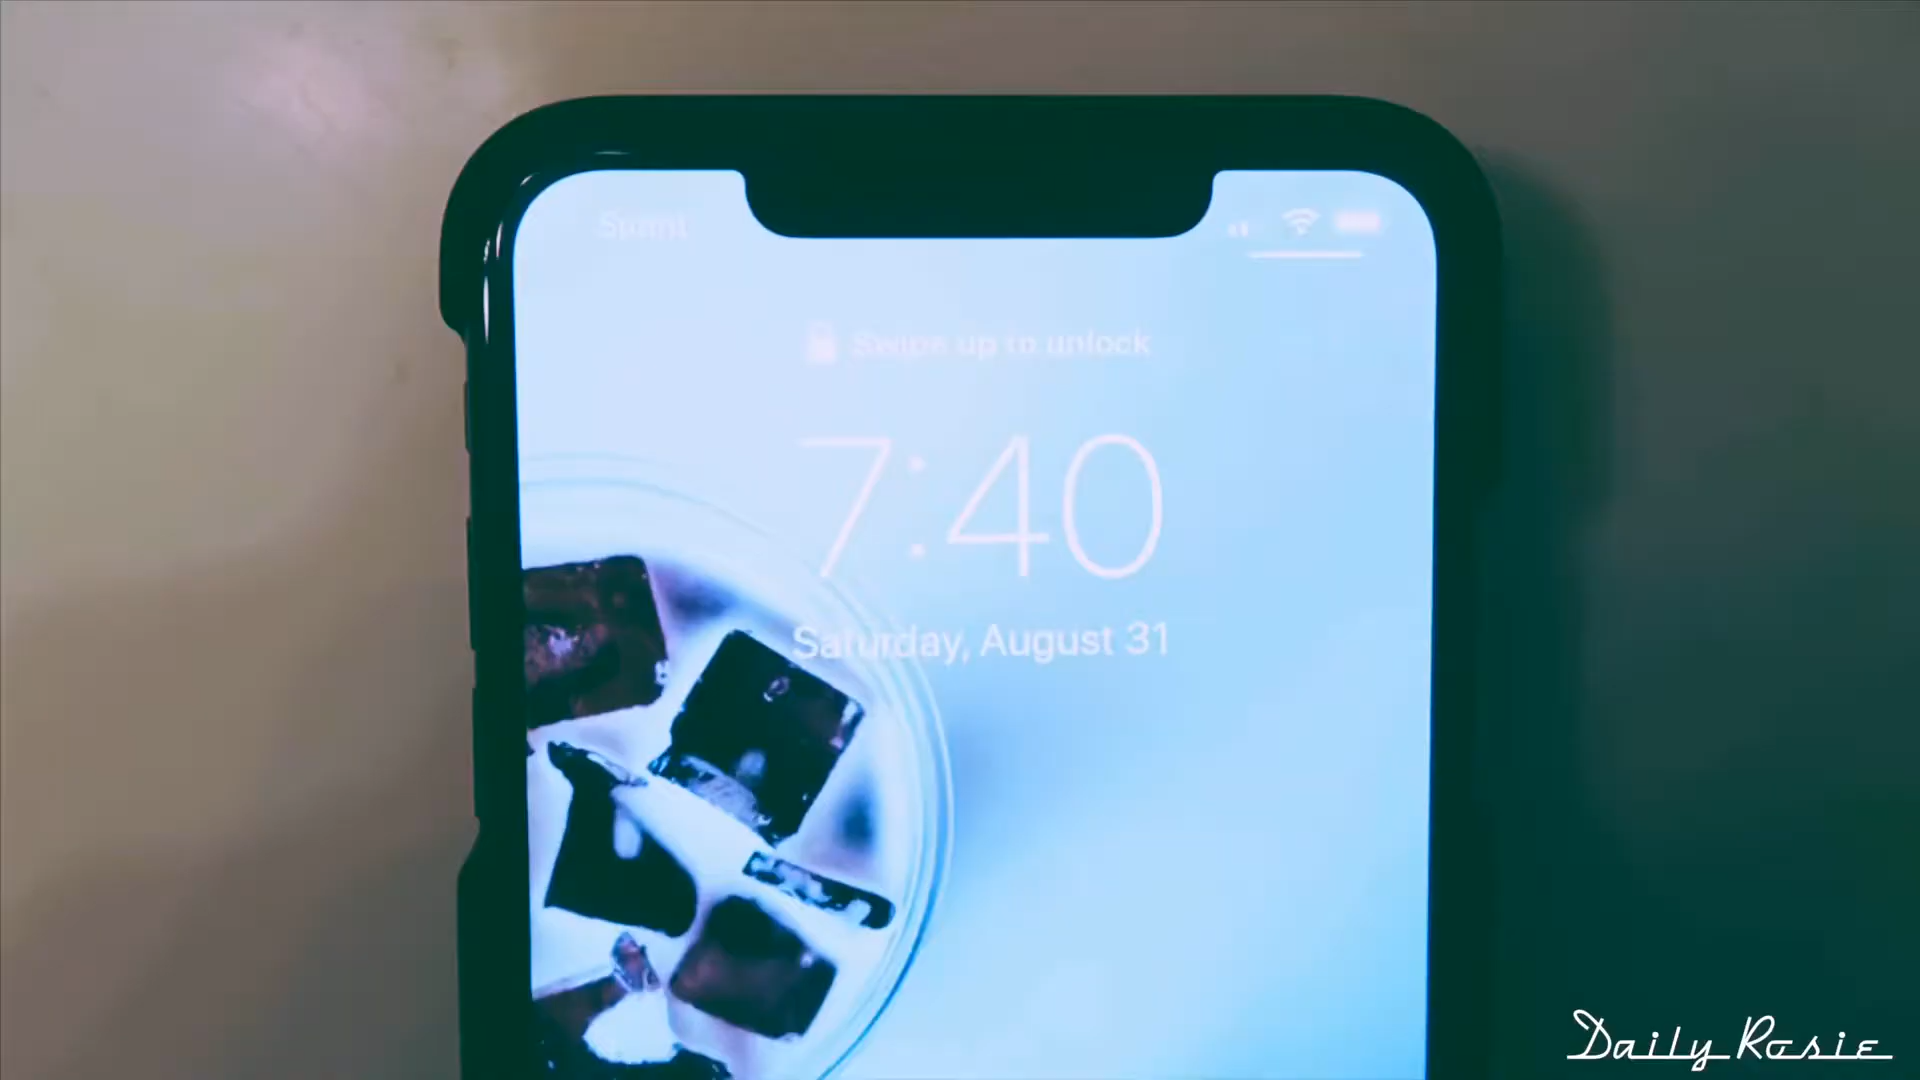 Sprint
Swipe up to unlock
7:40
Saturday, August 31
Daily Rosie